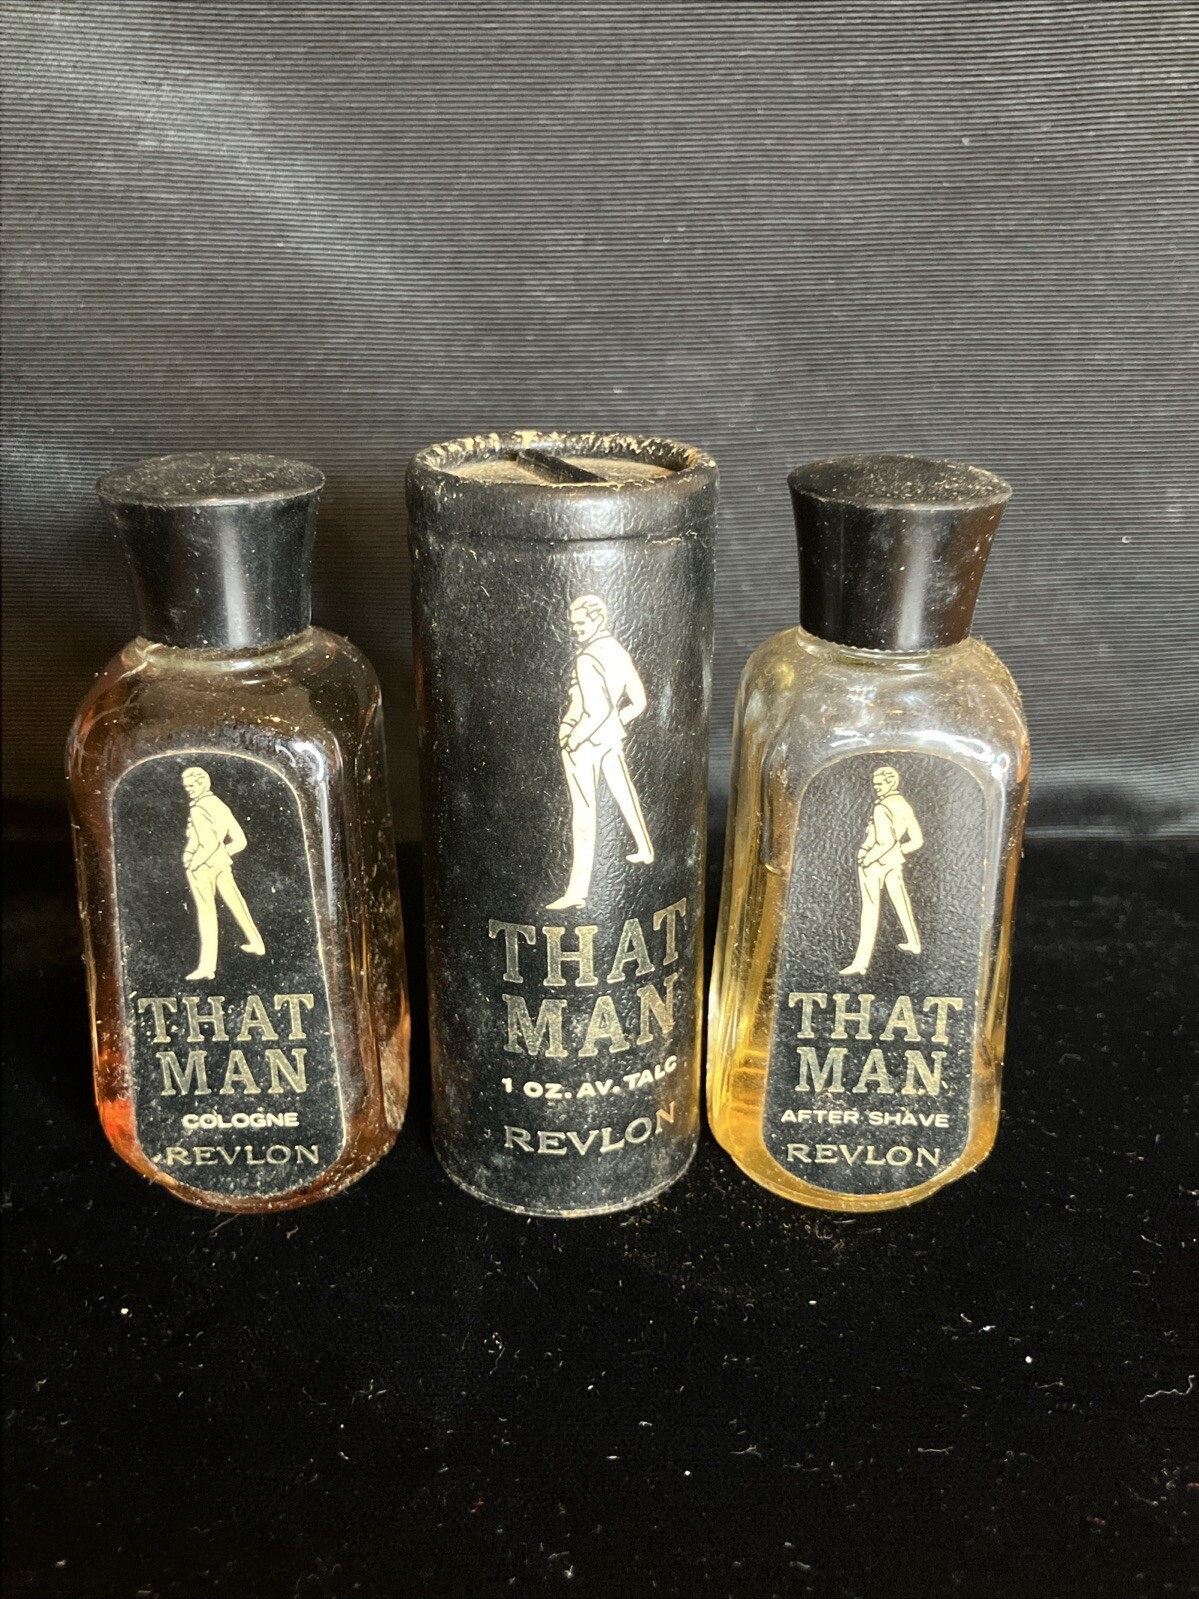 THAT
MAN
COLOGNE
REVLON
THAT
MAN
1 OZ. AV. TALC
REVLON
THAT
MAN
AFTER SHAVE
REVLON